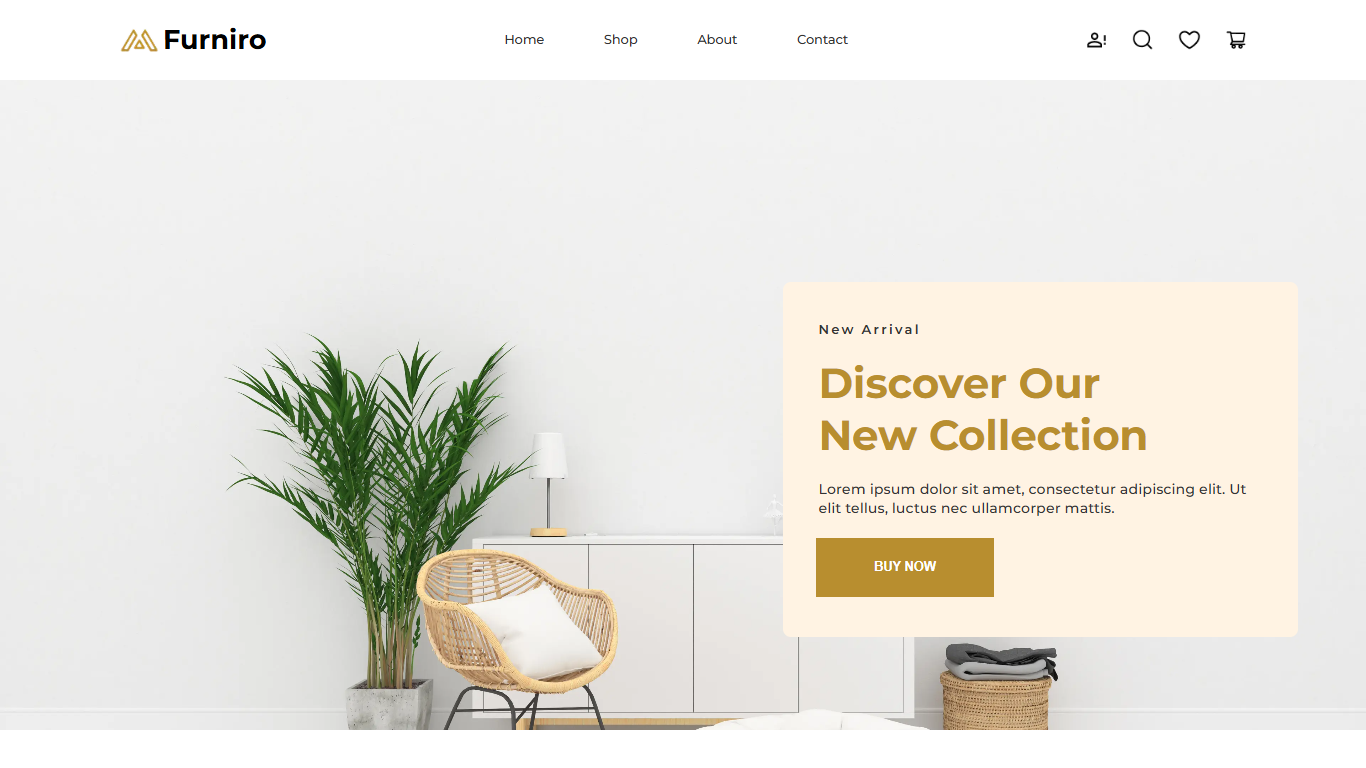 Furniro
Home
Shop
About
Contact
New Arrival
Discover Our
New Collection
Lorem ipsum dolor sit amet, consectetur adipiscing elit. Ut
elit tellus, luctus nec ullamcorper mattis.
BUY NOW